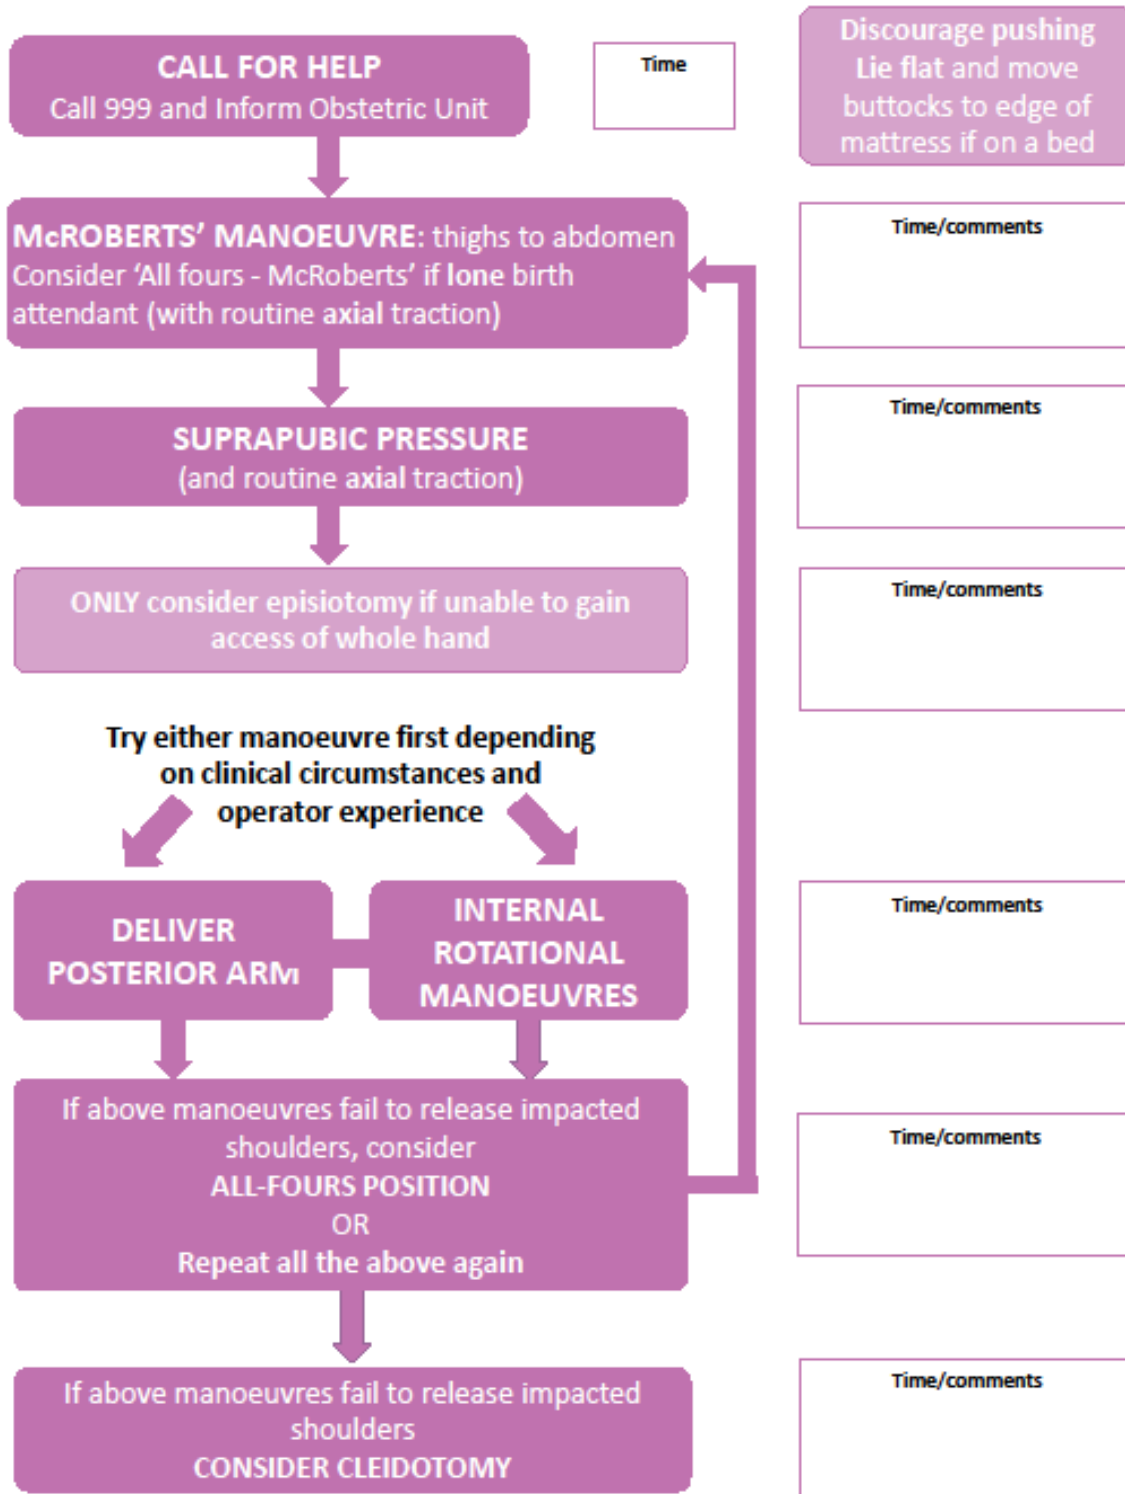 CALL FOR HELP
Call 999 and Inform Obstetric Unit
Time
Discourage pushing
Lie flat and move
buttocks to edge of
mattress if on a bed
McROBERTS' MANOEUVRE: thighs to abdomen
Consider 'All fours - McRoberts' if lone birth
attendant (with routine axial traction)
Time/comments
SUPRAPUBIC PRESSURE
(and routine axial traction)
Time/comments
ONLY consider episiotomy if unable to gain
access of whole hand
Time/comments
Try either manoeuvre first depending
on clinical circumstances and
operator experience
DELIVER
POSTERIOR ARM
INTERNAL
ROTATIONAL
MANOEUVRES
Time/comments
If above manoeuvres fail to release impacted
shoulders, consider
ALL-FOURS POSITION
OR
Repeat all the above again
Time/comments
If above manoeuvres fail to release impacted
shoulders
CONSIDER CLEIDOTOMY
Time/comments